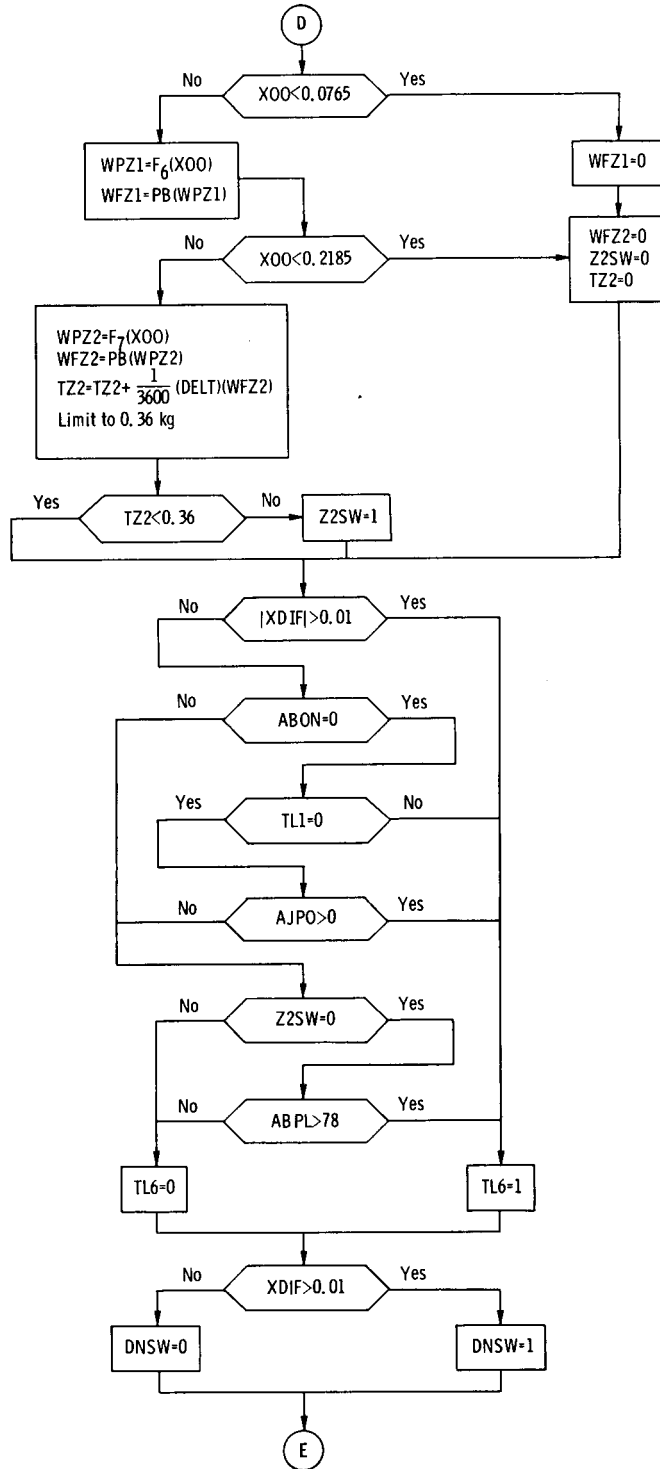 D
No
XOO<0.0765
Yes
WPZ1=F6(XOO)
WFZ1=PB(WPZ1)
WFZ1=0
No
XOO<0.2185
Yes
WFZ2=0
Z2SW=0
TZ2=0
WPZ2=F7(XOO)
WFZ2=PB(WPZ2)
TZ2=TZ2+ 1/3600 (DELT)(WFZ2)
Limit to 0.36 kg
Yes
TZ2<0.36
No
Z2SW=1
No
|XDIF|>0.01
Yes
No
ABON=0
Yes
Yes
TL1=0
No
No
AJPO>0
Yes
No
Z2SW=0
Yes
No
ABPL>78
Yes
TL6=0
TL6=1
No
XDIF>0.01
Yes
DNSW=0
DNSW=1
E